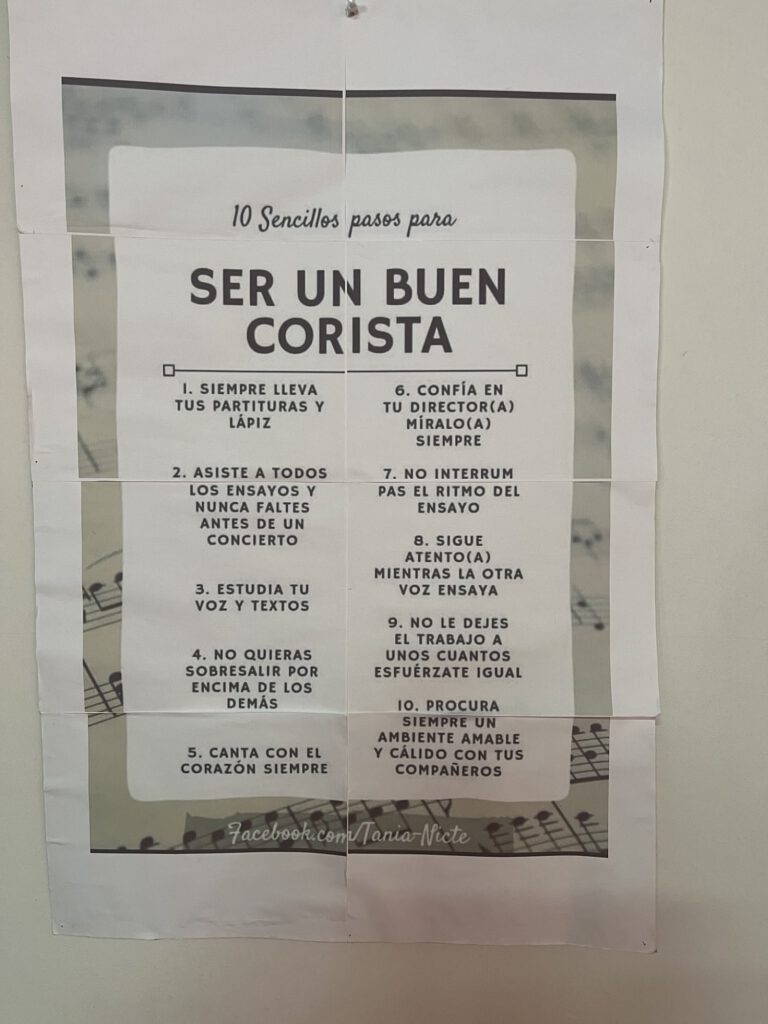 10 Sencillos pasos para
SER UN BUEN
CORISTA
1. SIEMPRE LLEVA
TUS PARTITURAS Y
LÁPIZ
2. ASISTE A TODOS
LOS ENSAYOS Y
NUNCA FALTES
ANTES DE UN
CONCIERTO
3. ESTUDIA TU
VOZ Y TEXTOS
4. NO QUIERAS
SOBRESALIR POR
ENCIMA DE LOS
DEMÁS
5. CANTA CON EL
CORAZÓN SIEMPRE
6. CONFÍA EN
TU DIRECTOR(A)
MÍRALO(A)
SIEMPRE
7. NO INTERRUM
PAS EL RITMO DEL
ENSAYO
8. SIGUE
ATENTO(A)
MIENTRAS LA OTRA
VOZ ENSAYA
9. NO LE DEJES
EL TRABAJO A
UNOS CUANTOS
ESFUÉRZATE IGUAL
10. PROCURA
SIEMPRE UN
AMBIENTE AMABLE
Y CÁLIDO CON TUS
COMPAÑEROS
Facebook.com/Tania-Nicte